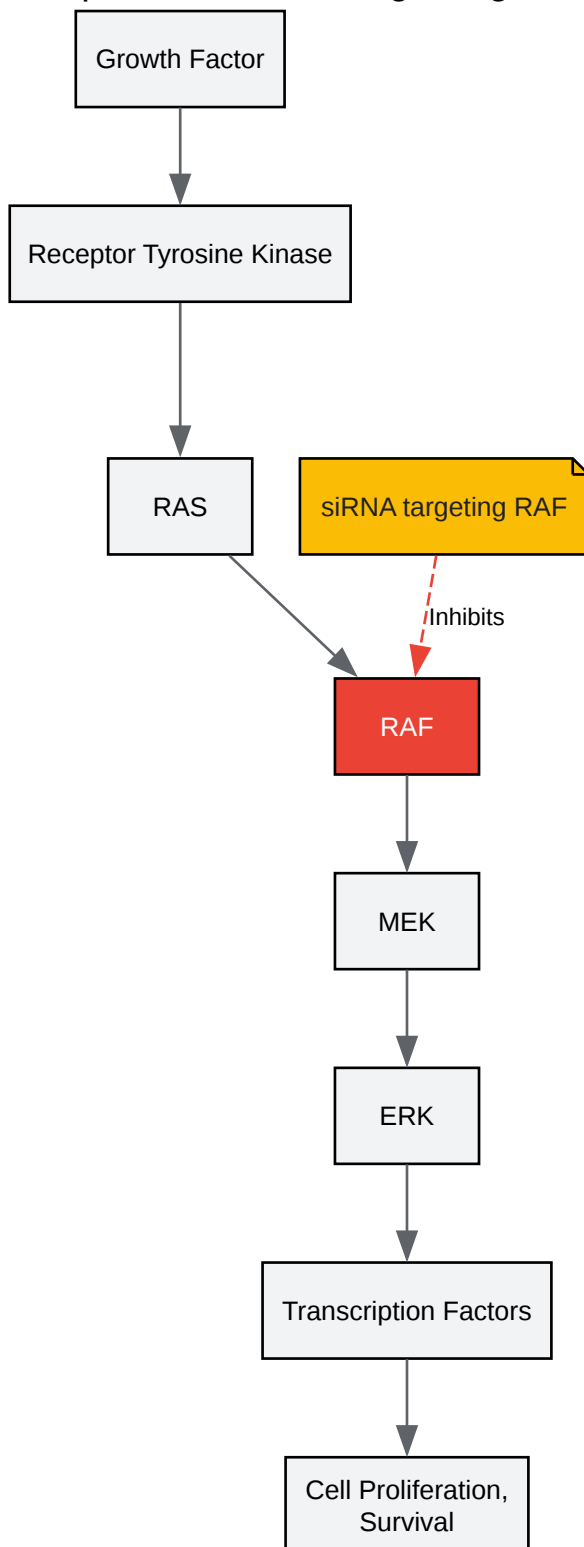 Growth Factor
Receptor Tyrosine Kinase
RAS
siRNA targeting RAF
Inhibits
RAF
MEK
ERK
Transcription Factors
Cell Proliferation,
Survival